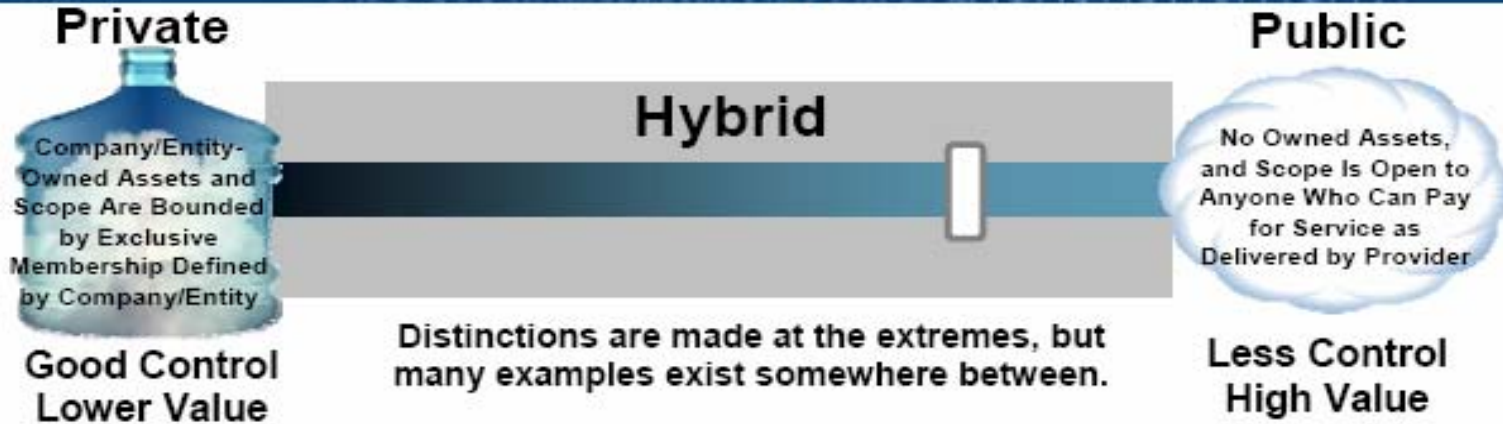 Private
Company/Entity-
Owned Assets and
Scope Are Bounded
by Exclusive
Membership Defined
by Company/Entity
Good Control
Lower Value
Hybrid
Distinctions are made at the extremes, but
many examples exist somewhere between.
Public
No Owned Assets,
and Scope Is Open to
Anyone Who Can Pay
for Service as
Delivered by Provider
Less Control
High Value